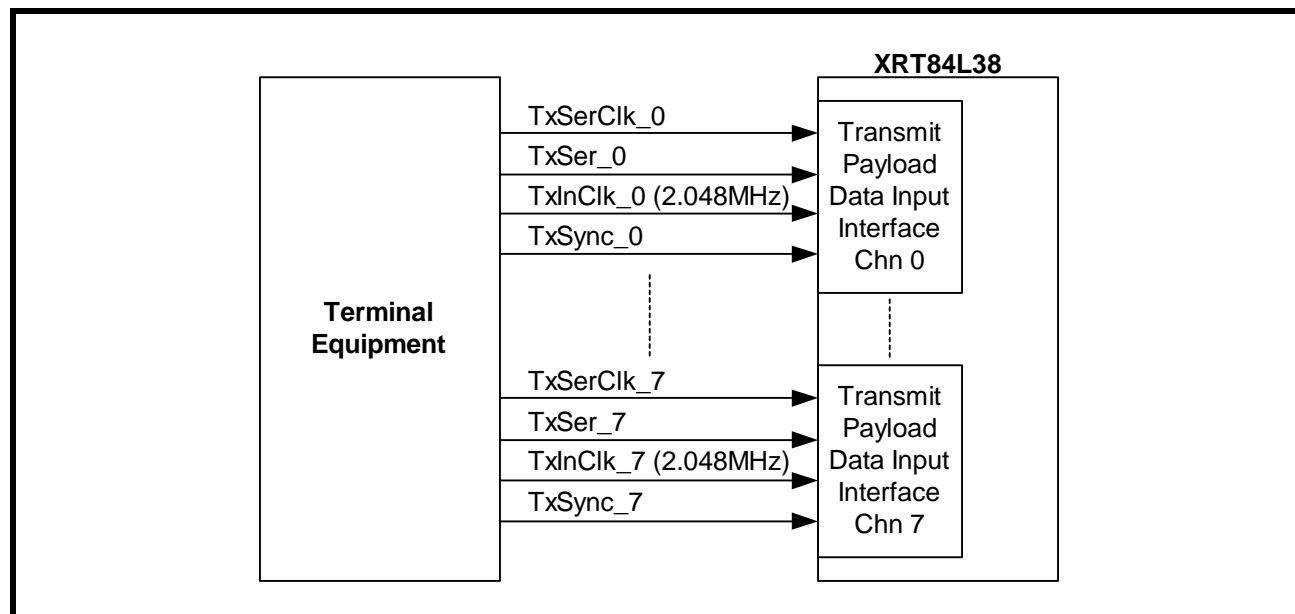 XRT84L38
TxSerClk_0
TxSer_0
TxInClk_0 (2.048MHz)
TxSync_0
Transmit
Payload
Data Input
Interface
Chn 0
Terminal
Equipment
TxSerClk_7
TxSer_7
TxInClk_7 (2.048MHz)
TxSync_7
Transmit
Payload
Data Input
Interface
Chn 7